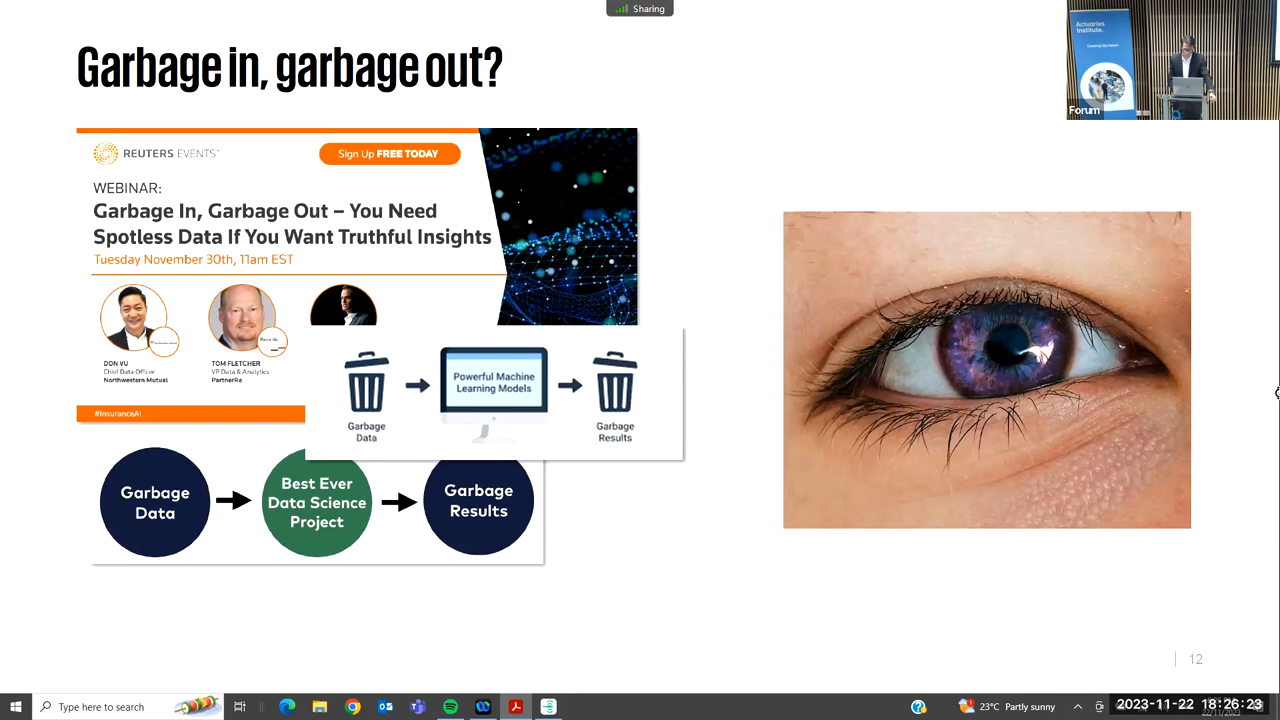 Sharing
Garbage in, garbage out?
Actuaries
Institute.
Forum
REUTERS EVENTS
Sign Up FREE TODAY
WEBINAR:
Garbage In, Garbage Out – You Need
Spotless Data If You Want Truthful Insights
Tuesday November 30th, 11am EST
DON VU
Chief Data Officer
Northwestern Mutual
TOM FLETCHER
VP Data & Analytics
PartnerRe
#InsuranceAI
Powerful Machine
Learning Models
Garbage
Data
Garbage
Results
Garbage
Data
Best Ever
Data Science
Project
Garbage
Results
12
Type here to search
23°C Partly sunny
2023-11-22 18:26:23